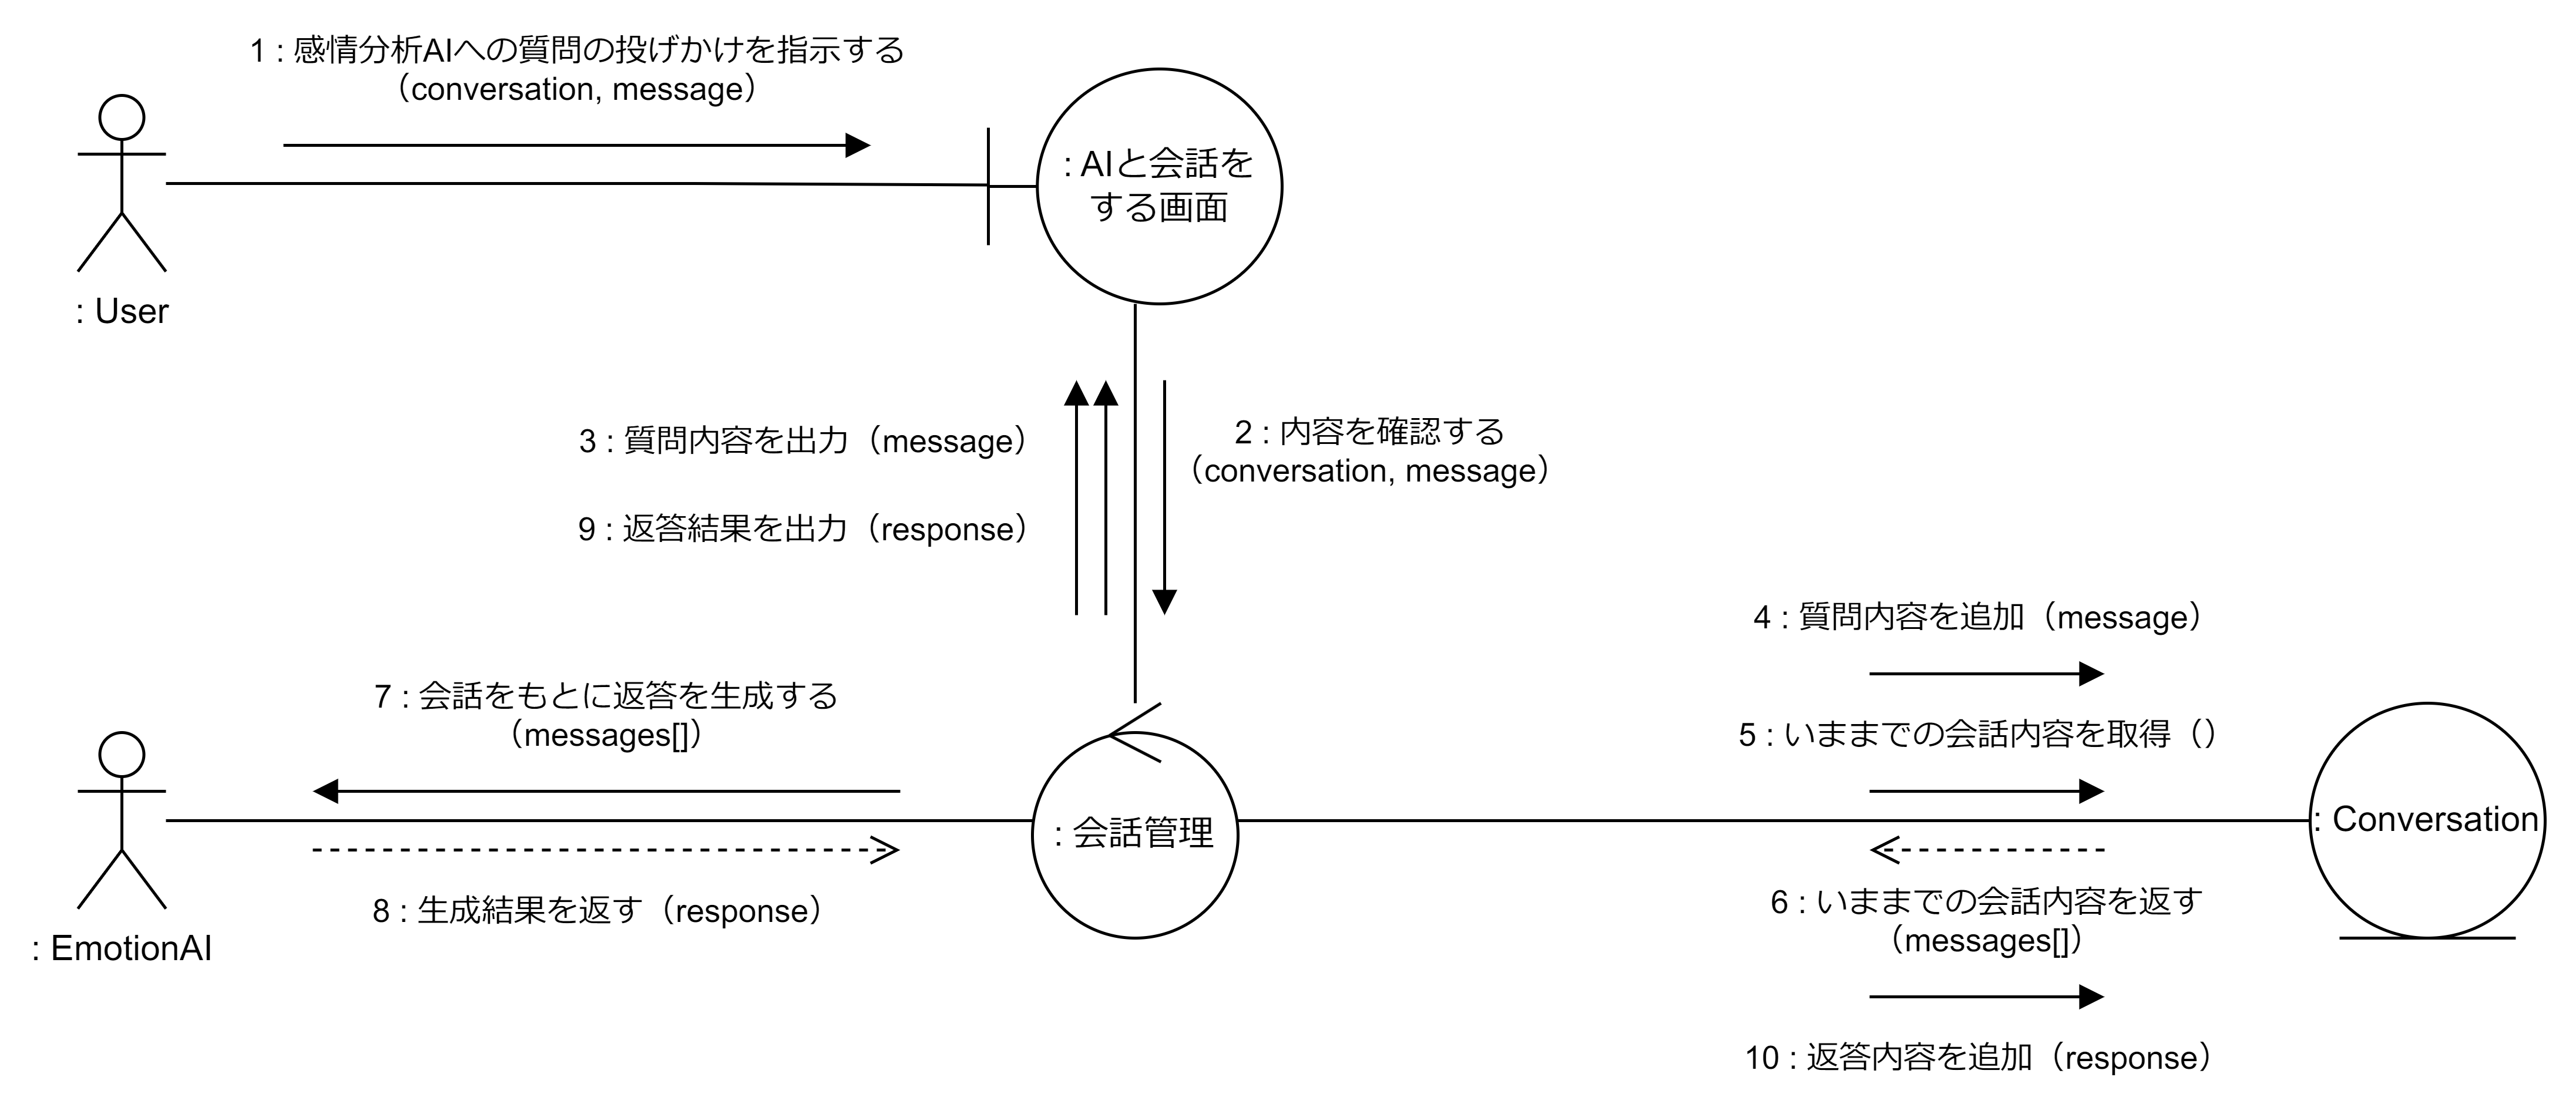 1 : 感情分析AIへの質問の投げかけを指示する
（conversation, message）
: User
: AIと会話を
する画面
3 : 質問内容を出力（message）
9 : 返答結果を出力（response）
2 : 内容を確認する
（conversation, message）
4 : 質問内容を追加（message）
5 : いままでの会話内容を取得（）
7 : 会話をもとに返答を生成する
（messages[]）
8 : 生成結果を返す（response）
: EmotionAI
: 会話管理
: Conversation
6 : いままでの会話内容を返す
（messages[]）
10 : 返答内容を追加（response）